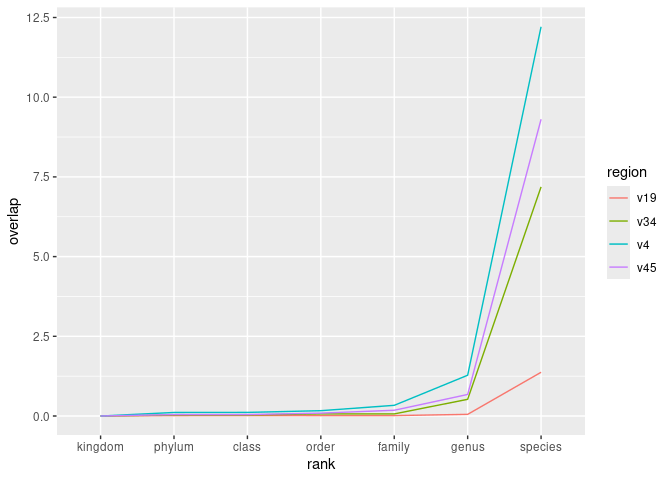 12.5
10.0
7.5
5.0
2.5
0.0
overlap
kingdom phylum class order family genus species
rank
region
v19
v34
v4
v45